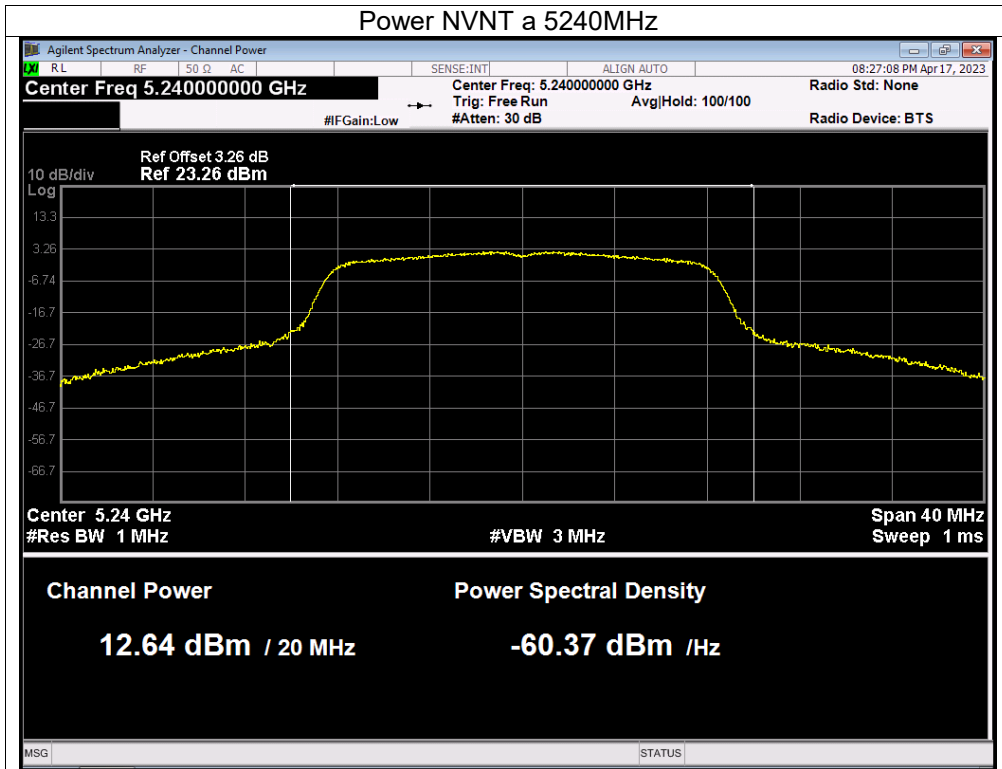 Power NVNT a 5240MHz
Agilent Spectrum Analyzer - Channel Power
LXI RL RF 50 Ω AC SENSE:INT ALIGN AUTO 08:27:08 PM Apr 17, 2023
Center Freq 5.240000000 GHz
Center Freq: 5.240000000 GHz
Radio Std: None
Trig: Free Run Avg|Hold: 100/100
#IFGain:Low #Atten: 30 dB Radio Device: BTS
Ref Offset 3.26 dB
10 dB/div Ref 23.26 dBm
Log
13.3
3.26
-6.74
-16.7
-26.7
-36.7
-46.7
-56.7
-66.7
Center 5.24 GHz Span 40 MHz
#Res BW 1 MHz #VBW 3 MHz Sweep 1 ms
Channel Power Power Spectral Density
12.64 dBm / 20 MHz -60.37 dBm /Hz
MSG STATUS